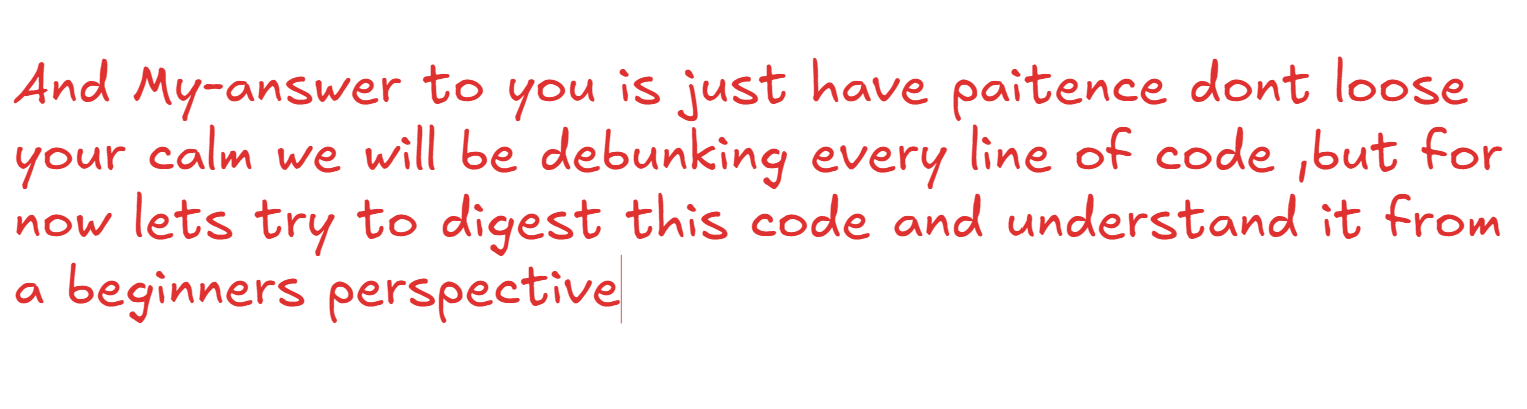 And My-answer to you is just have paitence dont loose
your calm we will be debunking every line of code ,but for
now lets try to digest this code and understand it from
a beginners perspective